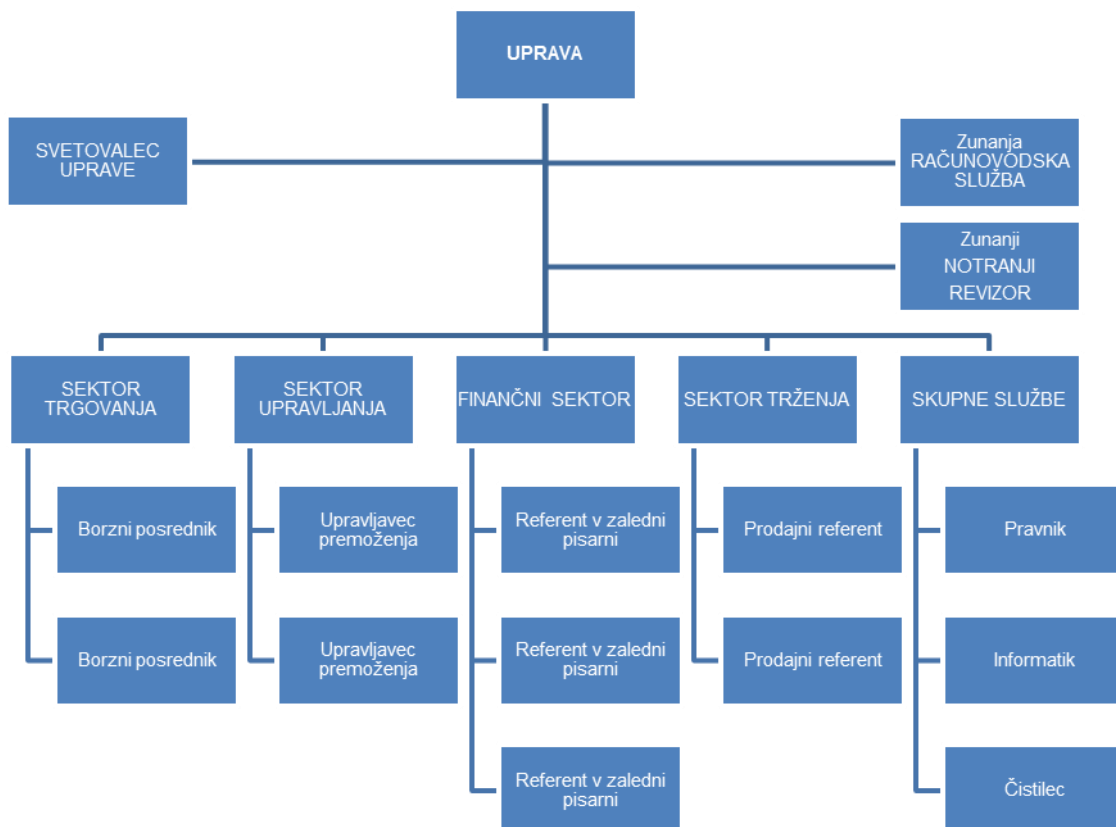 UPRAVA
SVETOVALEC
UPRAVE
Zunanja
RAČUNOVODSKA
SLUŽBA
Zunanji
NOTRANJI
REVIZOR
SEKTOR
TRGOVANJA
SEKTOR
UPRAVLJANJA
FINANČNI SEKTOR
SEKTOR TRŽENJA
SKUPNE SLUŽBE
Borzni posrednik
Borzni posrednik
Upravljavec
premoženja
Upravljavec
premoženja
Referent v zaledni
pisarni
Referent v zaledni
pisarni
Referent v zaledni
pisarni
Prodajni referent
Prodajni referent
Pravnik
Informatik
Čistilec